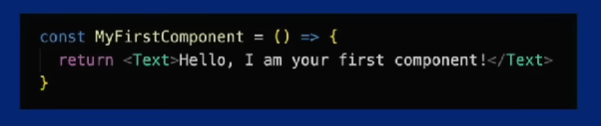 const MyFirstComponent = () => {
  return <Text>Hello, I am your first component!</Text>
}